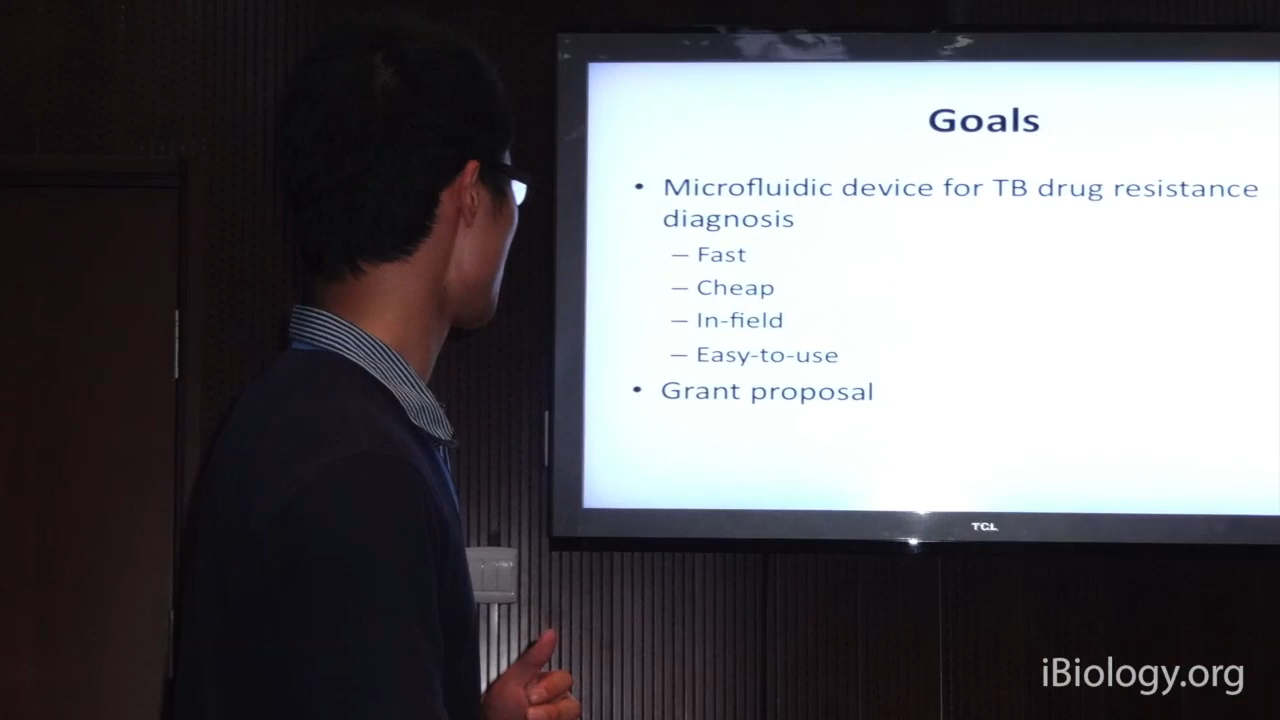 Goals
• Microfluidic device for TB drug resistance
diagnosis
– Fast
– Cheap
– In-field
– Easy-to-use
• Grant proposal
TCL
iBiology.org